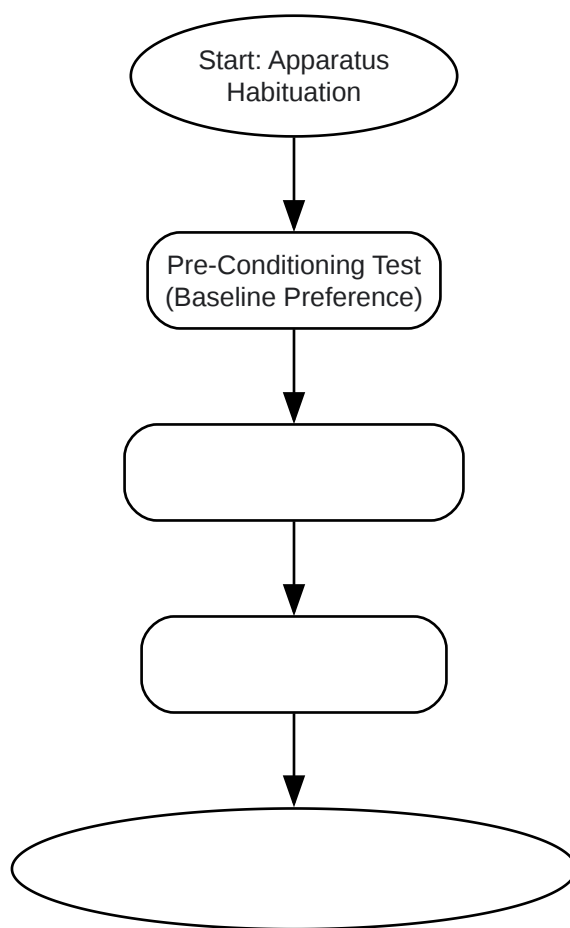 Start: Apparatus
Habituation
Pre-Conditioning Test
(Baseline Preference)